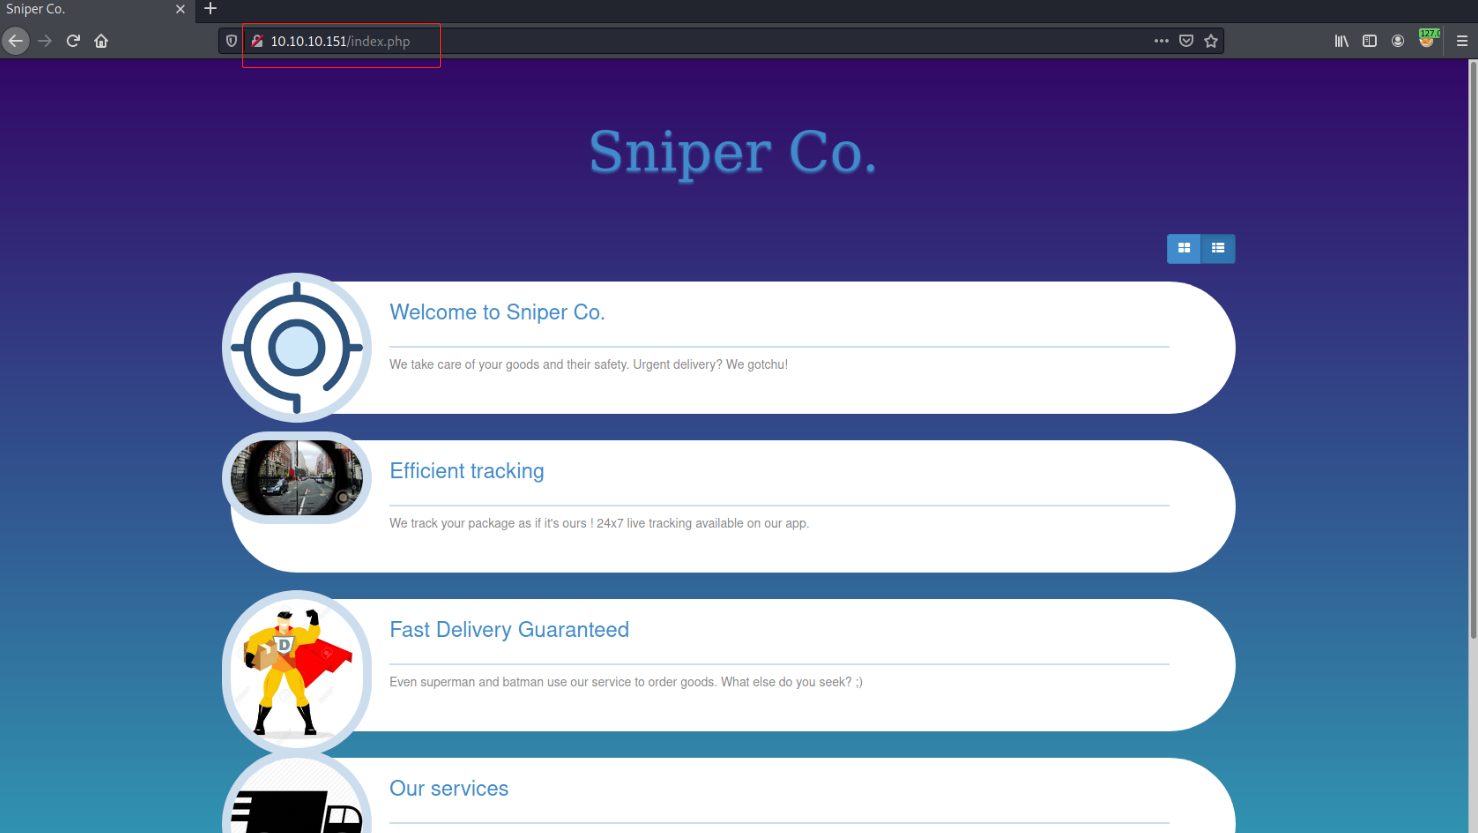 Sniper Co.
10.10.10.151/index.php
127.0
Sniper Co.
Welcome to Sniper Co.
We take care of your goods and their safety. Urgent delivery? We gotchu!
Efficient tracking
We track your package as if it's ours ! 24x7 live tracking available on our app.
D
Fast Delivery Guaranteed
Even superman and batman use our service to order goods. What else do you seek? ;)
Our services